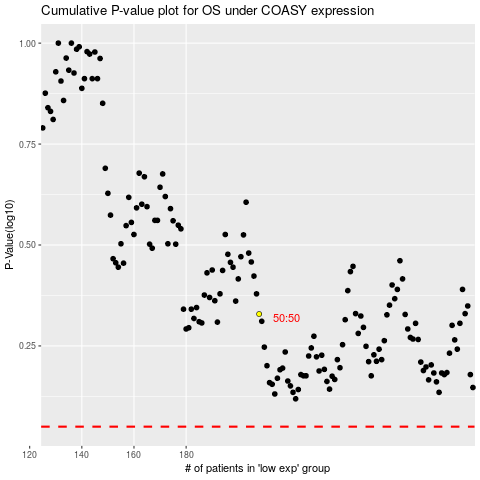 Cumulative P-value plot for OS under COASY expression
1.00
0.75
0.50
0.25
P-Value(log10)
50:50
120 140 160 180
# of patients in 'low exp' group